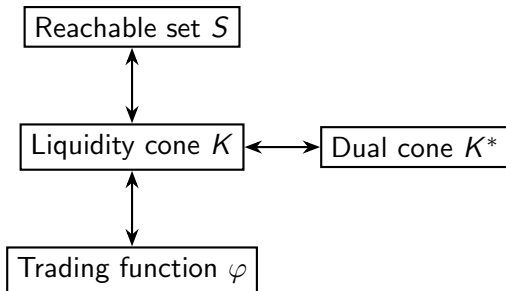 Reachable set S
Liquidity cone K
Dual cone K*
Trading function φ